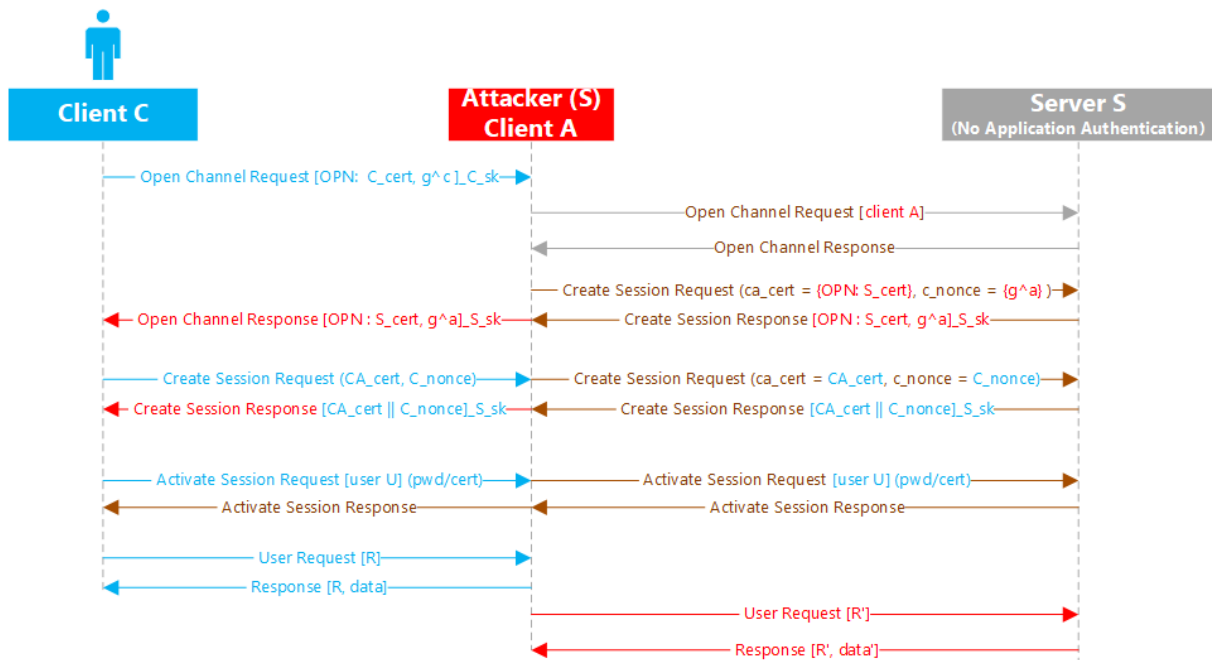 Client C
Attacker (S)
Client A
Server S
(No Application Authentication)
Open Channel Request [OPN:  C_cert, g^c ]_C_sk
Open Channel Request [client A]
Open Channel Response
Create Session Request (ca_cert = {OPN: S_cert}, c_nonce = {g^a} )
Open Channel Response [OPN : S_cert, g^a]_S_sk
Create Session Response [OPN : S_cert, g^a]_S_sk
Create Session Request (CA_cert, C_nonce)
Create Session Request (ca_cert = CA_cert, c_nonce = C_nonce)
Create Session Response [CA_cert || C_nonce]_S_sk
Create Session Response [CA_cert || C_nonce]_S_sk
Activate Session Request [user U] (pwd/cert)
Activate Session Request [user U] (pwd/cert)
Activate Session Response
Activate Session Response
User Request [R]
Response [R, data]
User Request [R']
Response [R', data']